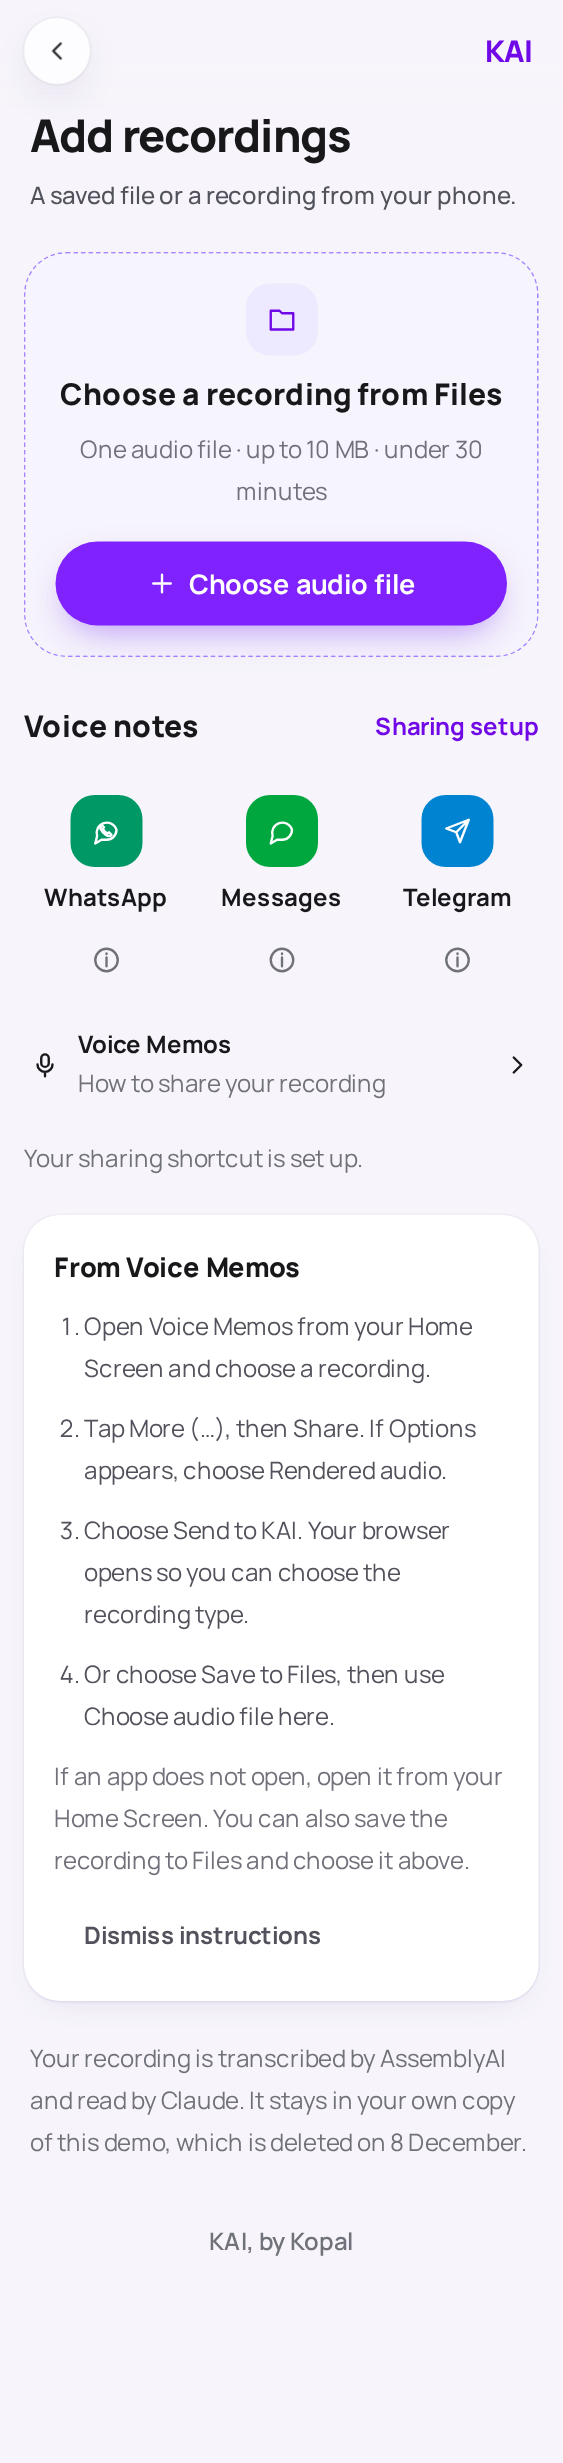 KAI
Add recordings
A saved file or a recording from your phone.
Choose a recording from Files
One audio file · up to 10 MB · under 30
minutes
Choose audio file
Voice notes
Sharing setup
WhatsApp
Messages
Telegram
Voice Memos
How to share your recording
Your sharing shortcut is set up.
From Voice Memos
1. Open Voice Memos from your Home
Screen and choose a recording.
2. Tap More (…), then Share. If Options
appears, choose Rendered audio.
3. Choose Send to KAI. Your browser
opens so you can choose the
recording type.
4. Or choose Save to Files, then use
Choose audio file here.
If an app does not open, open it from your
Home Screen. You can also save the
recording to Files and choose it above.
Dismiss instructions
Your recording is transcribed by AssemblyAI
and read by Claude. It stays in your own copy
of this demo, which is deleted on 8 December.
KAI, by Kopal